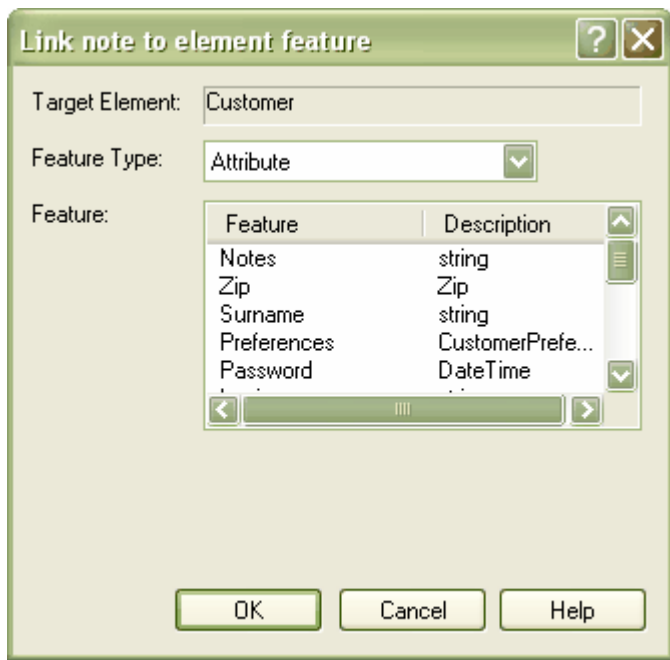 Link note to element feature
Target Element: Customer
Feature Type: Attribute
Feature:
Feature Description
Notes string
Zip Zip
Surname string
Preferences CustomerPrefe...
Password DateTime
OK Cancel Help